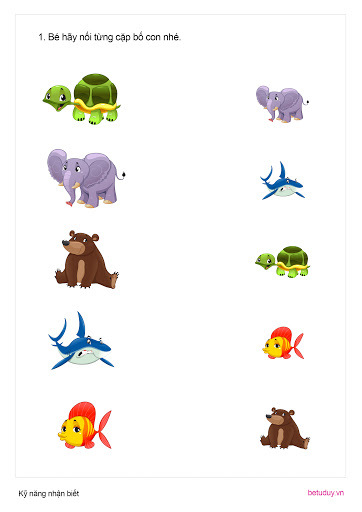 1. Bé hãy nối từng cặp bố con nhé.
Kỹ năng nhận biết
betuduy.vn